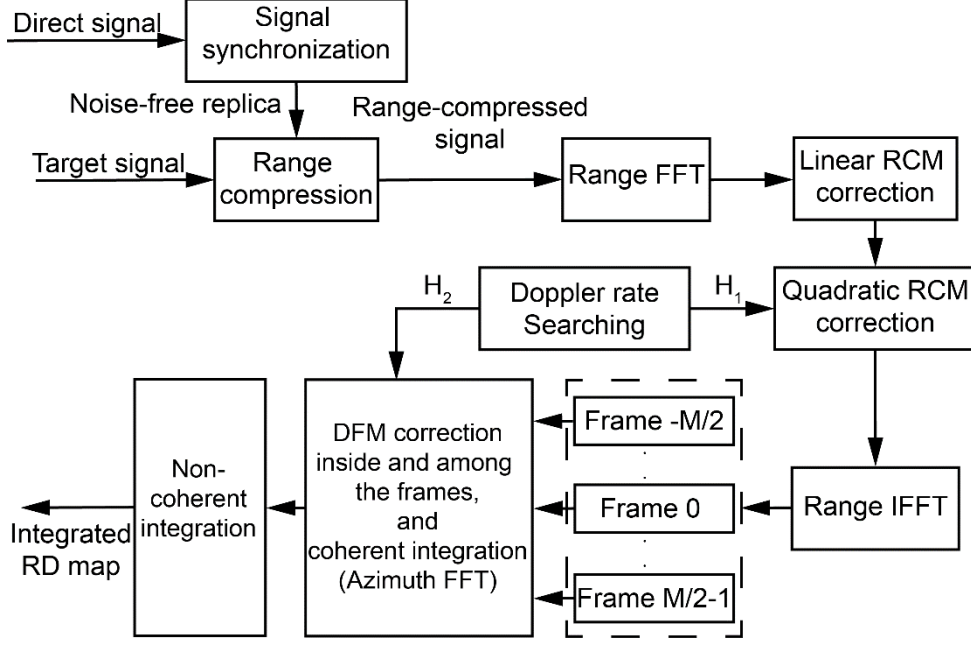 Direct signal
Signal
synchronization
Noise-free replica
Range-compressed
signal
Target signal
Range
compression
Range FFT
Linear RCM
correction
H₂
Doppler rate
Searching
H₁
Quadratic RCM
correction
Non-
coherent
integration
DFM correction
inside and among
the frames,
and
coherent integration
(Azimuth FFT)
Frame -M/2
Frame 0
Frame M/2-1
Range IFFT
Integrated
RD map